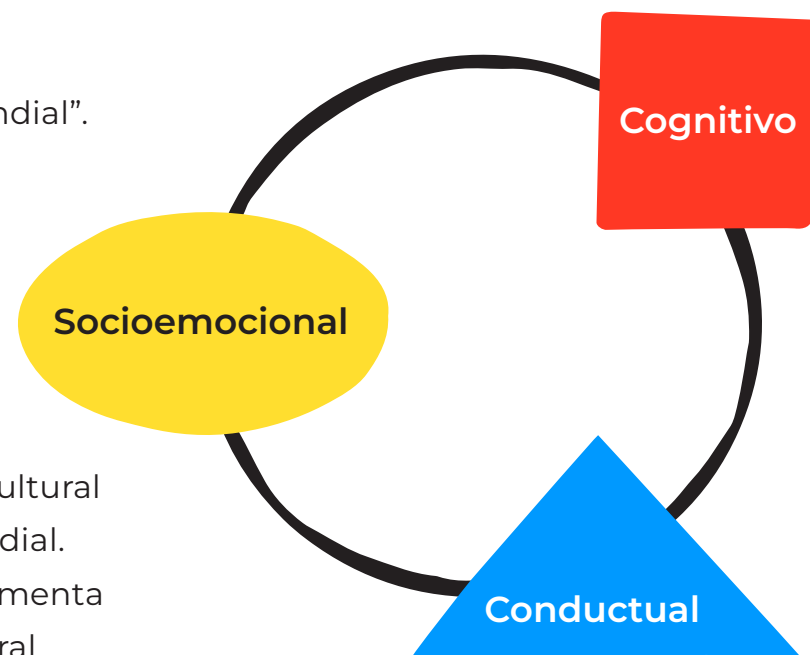 ndial”.
Cognitivo
Socioemocional
ultural
dial.
menta
Conductual
ral